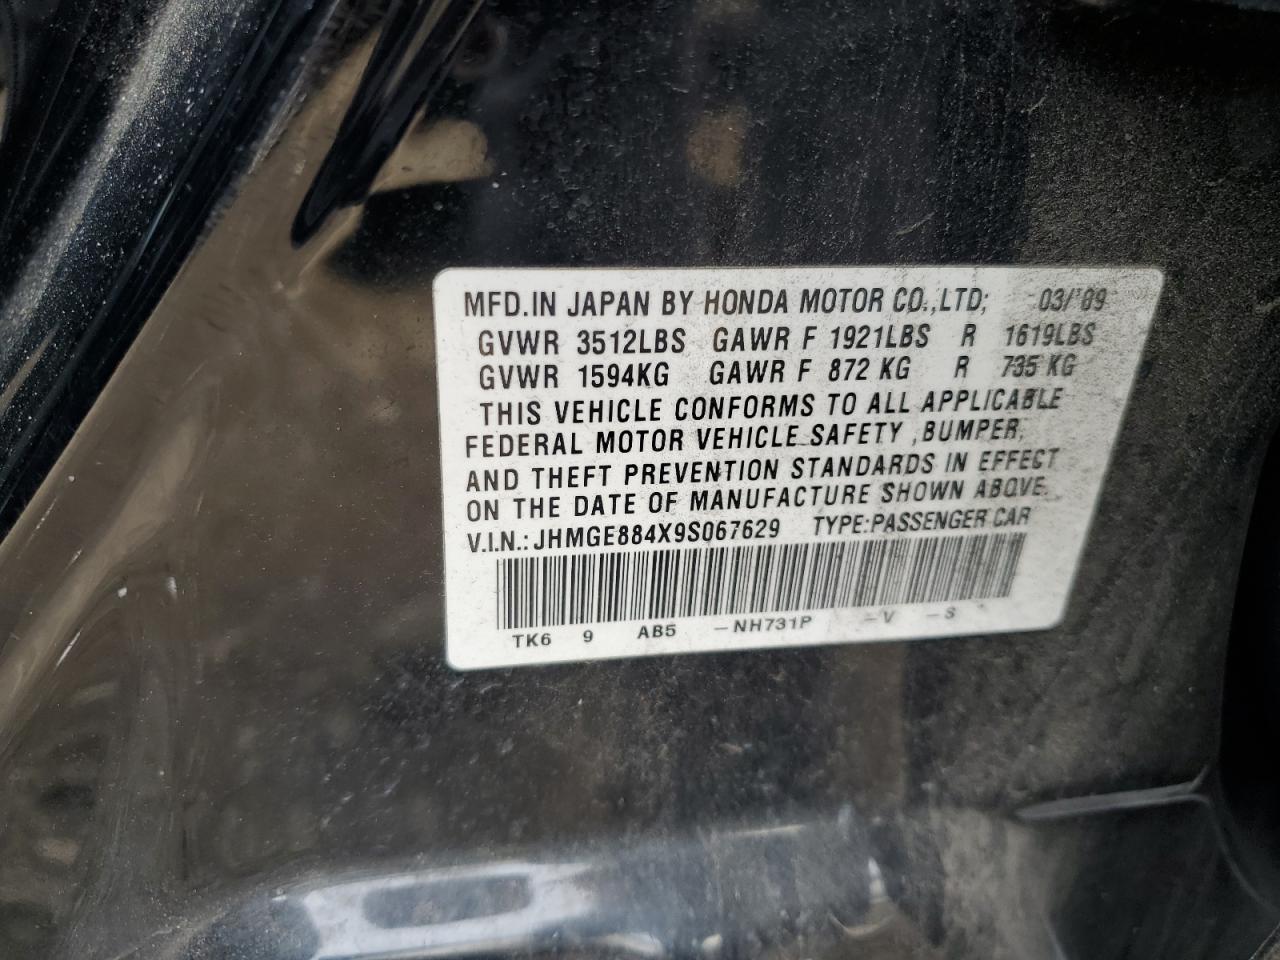 MFD.IN JAPAN BY HONDA MOTOR CO.,LTD; 03/'09
GVWR 3512LBS GAWR F 1921LBS R 1619LBS
GVWR 1594KG GAWR F 872 KG R 735 KG
THIS VEHICLE CONFORMS TO ALL APPLICABLE
FEDERAL MOTOR VEHICLE SAFETY ,BUMPER,
AND THEFT PREVENTION STANDARDS IN EFFECT
ON THE DATE OF MANUFACTURE SHOWN ABOVE.
V.I.N.: JHMGE884X9S067629 TYPE:PASSENGER CAR
TK6 9 AB5 -NH731P -V -S